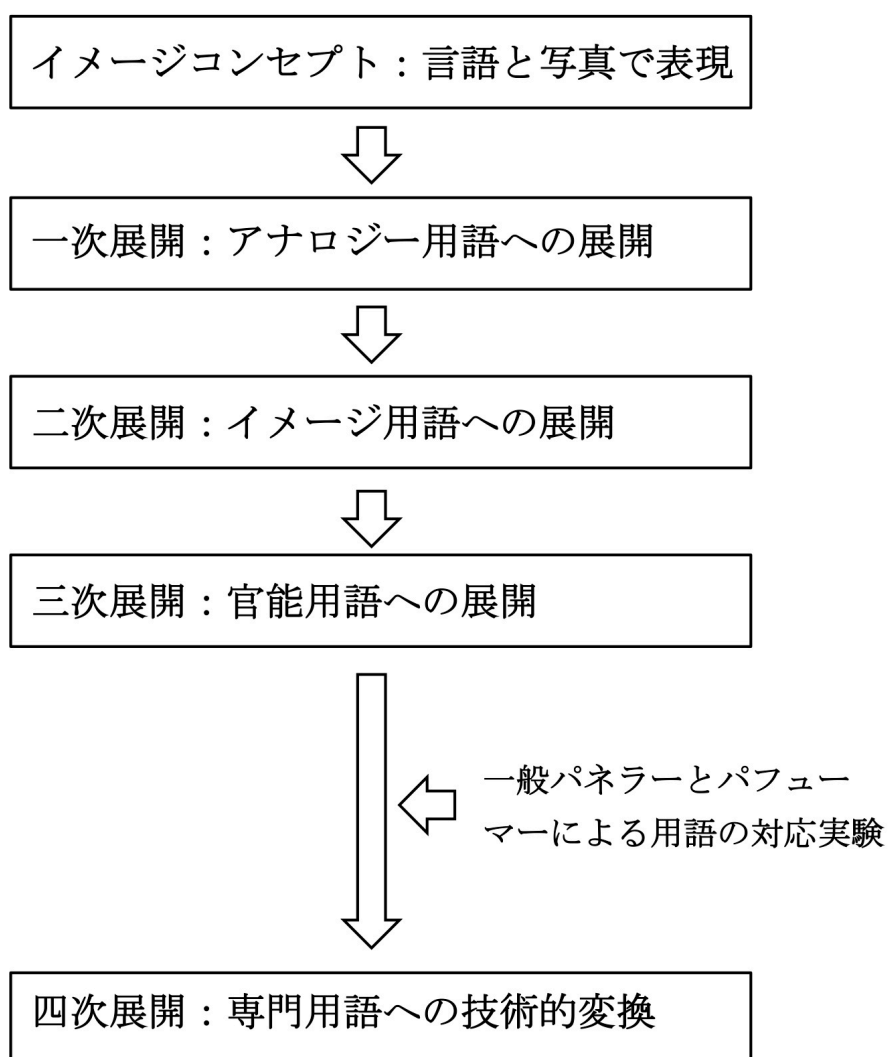 イメージコンセプト：言語と写真で表現
一次展開：アナロジー用語への展開
二次展開：イメージ用語への展開
三次展開：官能用語への展開
一般パネラーとパフュー
マーによる用語の対応実験
四次展開：専門用語への技術的変換